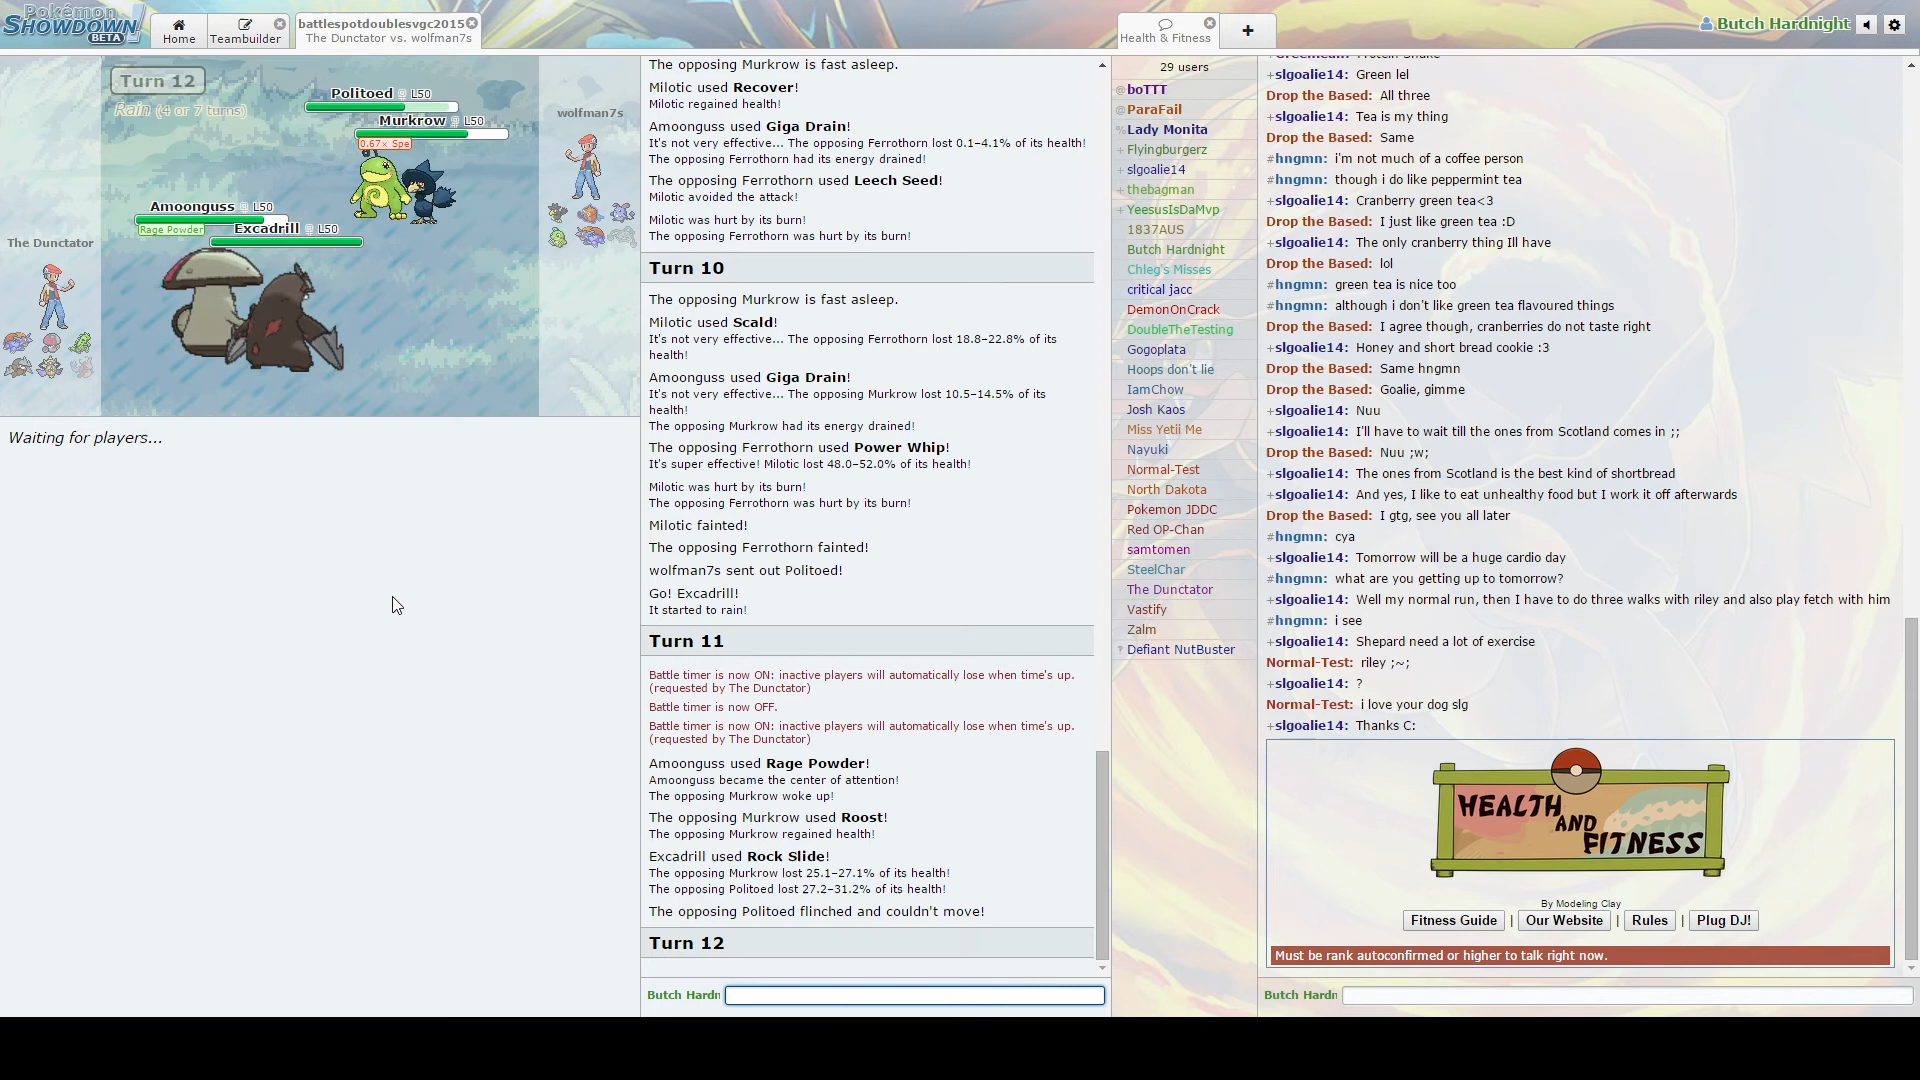 Pokémon
SHOWDOWN!
BETA
Home
Teambuilder
battlespotdoublesvgc2015
The Dunctator vs. wolfman7s
Health & Fitness
+
Butch Hardnight
Turn 12
Rain (4 or 7 turns)
Politoed ♀ L50
Murkrow ♀ L50
0.67× Spe
Amoonguss ♀ L50
Rage Powder
Excadrill ♀ L50
wolfman7s
The Dunctator
Waiting for players...
The opposing Murkrow is fast asleep.
Milotic used Recover!
Milotic regained health!
Amoonguss used Giga Drain!
It's not very effective... The opposing Ferrothorn lost 0.1–4.1% of its health!
The opposing Ferrothorn had its energy drained!
The opposing Ferrothorn used Leech Seed!
Milotic avoided the attack!
Milotic was hurt by its burn!
The opposing Ferrothorn was hurt by its burn!
Turn 10
The opposing Murkrow is fast asleep.
Milotic used Scald!
It's not very effective... The opposing Ferrothorn lost 18.8–22.8% of its
health!
Amoonguss used Giga Drain!
It's not very effective... The opposing Murkrow lost 10.5–14.5% of its
health!
The opposing Murkrow had its energy drained!
The opposing Ferrothorn used Power Whip!
It's super effective! Milotic lost 48.0–52.0% of its health!
Milotic was hurt by its burn!
The opposing Ferrothorn was hurt by its burn!
Milotic fainted!
The opposing Ferrothorn fainted!
wolfman7s sent out Politoed!
Go! Excadrill!
It started to rain!
Turn 11
Battle timer is now ON: inactive players will automatically lose when time's up.
(requested by The Dunctator)
Battle timer is now OFF.
Battle timer is now ON: inactive players will automatically lose when time's up.
(requested by The Dunctator)
Amoonguss used Rage Powder!
Amoonguss became the center of attention!
The opposing Murkrow woke up!
The opposing Murkrow used Roost!
The opposing Murkrow regained health!
Excadrill used Rock Slide!
The opposing Murkrow lost 25.1–27.1% of its health!
The opposing Politoed lost 27.2–31.2% of its health!
The opposing Politoed flinched and couldn't move!
Turn 12
Butch Hardn
29 users
@boTTT
@ParaFail
%Lady Monita
+Flyingburgerz
+slgoalie14
+thebagman
+YeesusIsDaMvp
1837AUS
Butch Hardnight
Chleg's Misses
critical jacc
DemonOnCrack
DoubleTheTesting
Gogoplata
Hoops don't lie
IamChow
Josh Kaos
Miss Yetii Me
Nayuki
Normal-Test
North Dakota
Pokemon JDDC
Red OP-Chan
samtomen
SteelChar
The Dunctator
Vastify
Zalm
?Defiant NutBuster
+slgoalie14: Green lel
Drop the Based: All three
+slgoalie14: Tea is my thing
Drop the Based: Same
#hngmn: i'm not much of a coffee person
#hngmn: though i do like peppermint tea
+slgoalie14: Cranberry green tea<3
Drop the Based: I just like green tea :D
+slgoalie14: The only cranberry thing Ill have
Drop the Based: lol
#hngmn: green tea is nice too
#hngmn: although i don't like green tea flavoured things
Drop the Based: I agree though, cranberries do not taste right
+slgoalie14: Honey and short bread cookie :3
Drop the Based: Same hngmn
Drop the Based: Goalie, gimme
+slgoalie14: Nuu
+slgoalie14: I'll have to wait till the ones from Scotland comes in ;;
Drop the Based: Nuu ;w;
+slgoalie14: The ones from Scotland is the best kind of shortbread
+slgoalie14: And yes, I like to eat unhealthy food but I work it off afterwards
Drop the Based: I gtg, see you all later
#hngmn: cya
+slgoalie14: Tomorrow will be a huge cardio day
#hngmn: what are you getting up to tomorrow?
+slgoalie14: Well my normal run, then I have to do three walks with riley and also play fetch with him
#hngmn: i see
+slgoalie14: Shepard need a lot of exercise
Normal-Test: riley ;~;
+slgoalie14: ?
Normal-Test: i love your dog slg
+slgoalie14: Thanks C:
HEALTH
AND
FITNESS
By Modeling Clay
Fitness Guide | Our Website | Rules | Plug DJ!
Must be rank autoconfirmed or higher to talk right now.
Butch Hardn